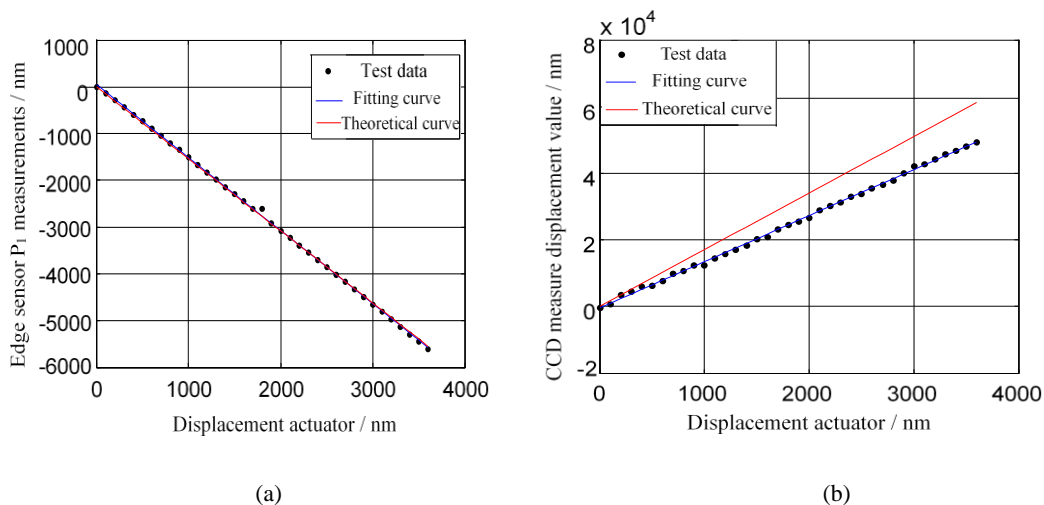 1000
0
-1000
-2000
-3000
-4000
-5000
-6000
Edge sensor P1 measurements / nm
Test data
Fitting curve
Theoretical curve
0
1000
2000
3000
4000
Displacement actuator / nm
(a)
x 10^4
8
6
4
2
0
-2
CCD measure displacement value / nm
Test data
Fitting curve
Theoretical curve
0
1000
2000
3000
4000
Displacement actuator / nm
(b)